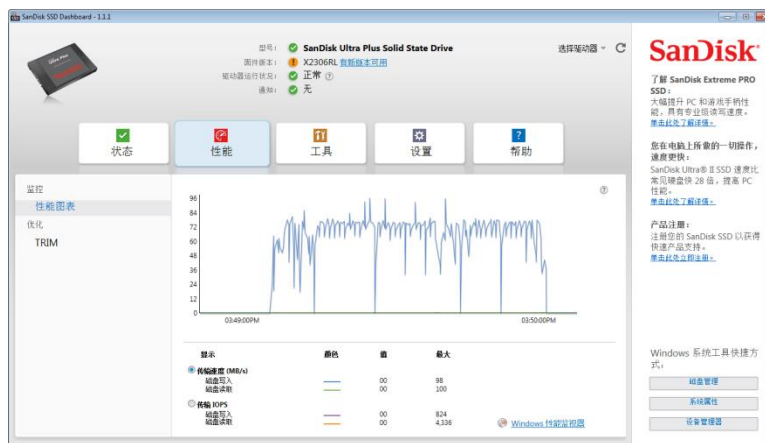 SanDisk SSD Dashboard - 1.1.1
型号: SanDisk Ultra Plus Solid State Drive
固件版本: X2306RL 有新版本可用
驱动器运行状况: 正常
通知: 无
选择驱动器
状态
性能
工具
设置
帮助
监控
性能图表
优化
TRIM
96
84
72
60
48
36
24
12
0
03:49:00PM
03:50:00PM
显示 颜色 值 最大
传输速度 (MB/s)
磁盘写入 00 98
磁盘读取 00 100
传输 IOPS
磁盘写入 00 824
磁盘读取 00 4,336
Windows 性能监视器
SanDisk
了解 SanDisk Extreme PRO
SSD:
大幅提升 PC 和游戏手柄性
能，具有专业级读写速度。
单击此处了解详情。
您在电脑上所做的一切操作，
速度更快:
SanDisk Ultra® II SSD 速度比
常见硬盘快 28 倍，提高 PC
性能。
单击此处了解详情。
产品注册:
注册您的 SanDisk SSD 以获得
快速产品支持。
单击此处立即注册。
Windows 系统工具快捷方
式:
磁盘管理
系统属性
设备管理器